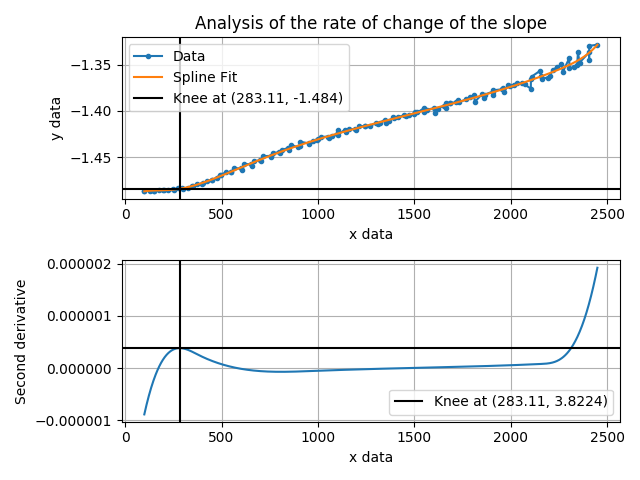 Analysis of the rate of change of the slope
Data
Spline Fit
Knee at (283.11, -1.484)
−1.35
−1.40
−1.45
y data
0 500 1000 1500 2000 2500
x data
0.000002
0.000001
0.000000
−0.000001
Second derivative
Knee at (283.11, 3.8224)
0 500 1000 1500 2000 2500
x data